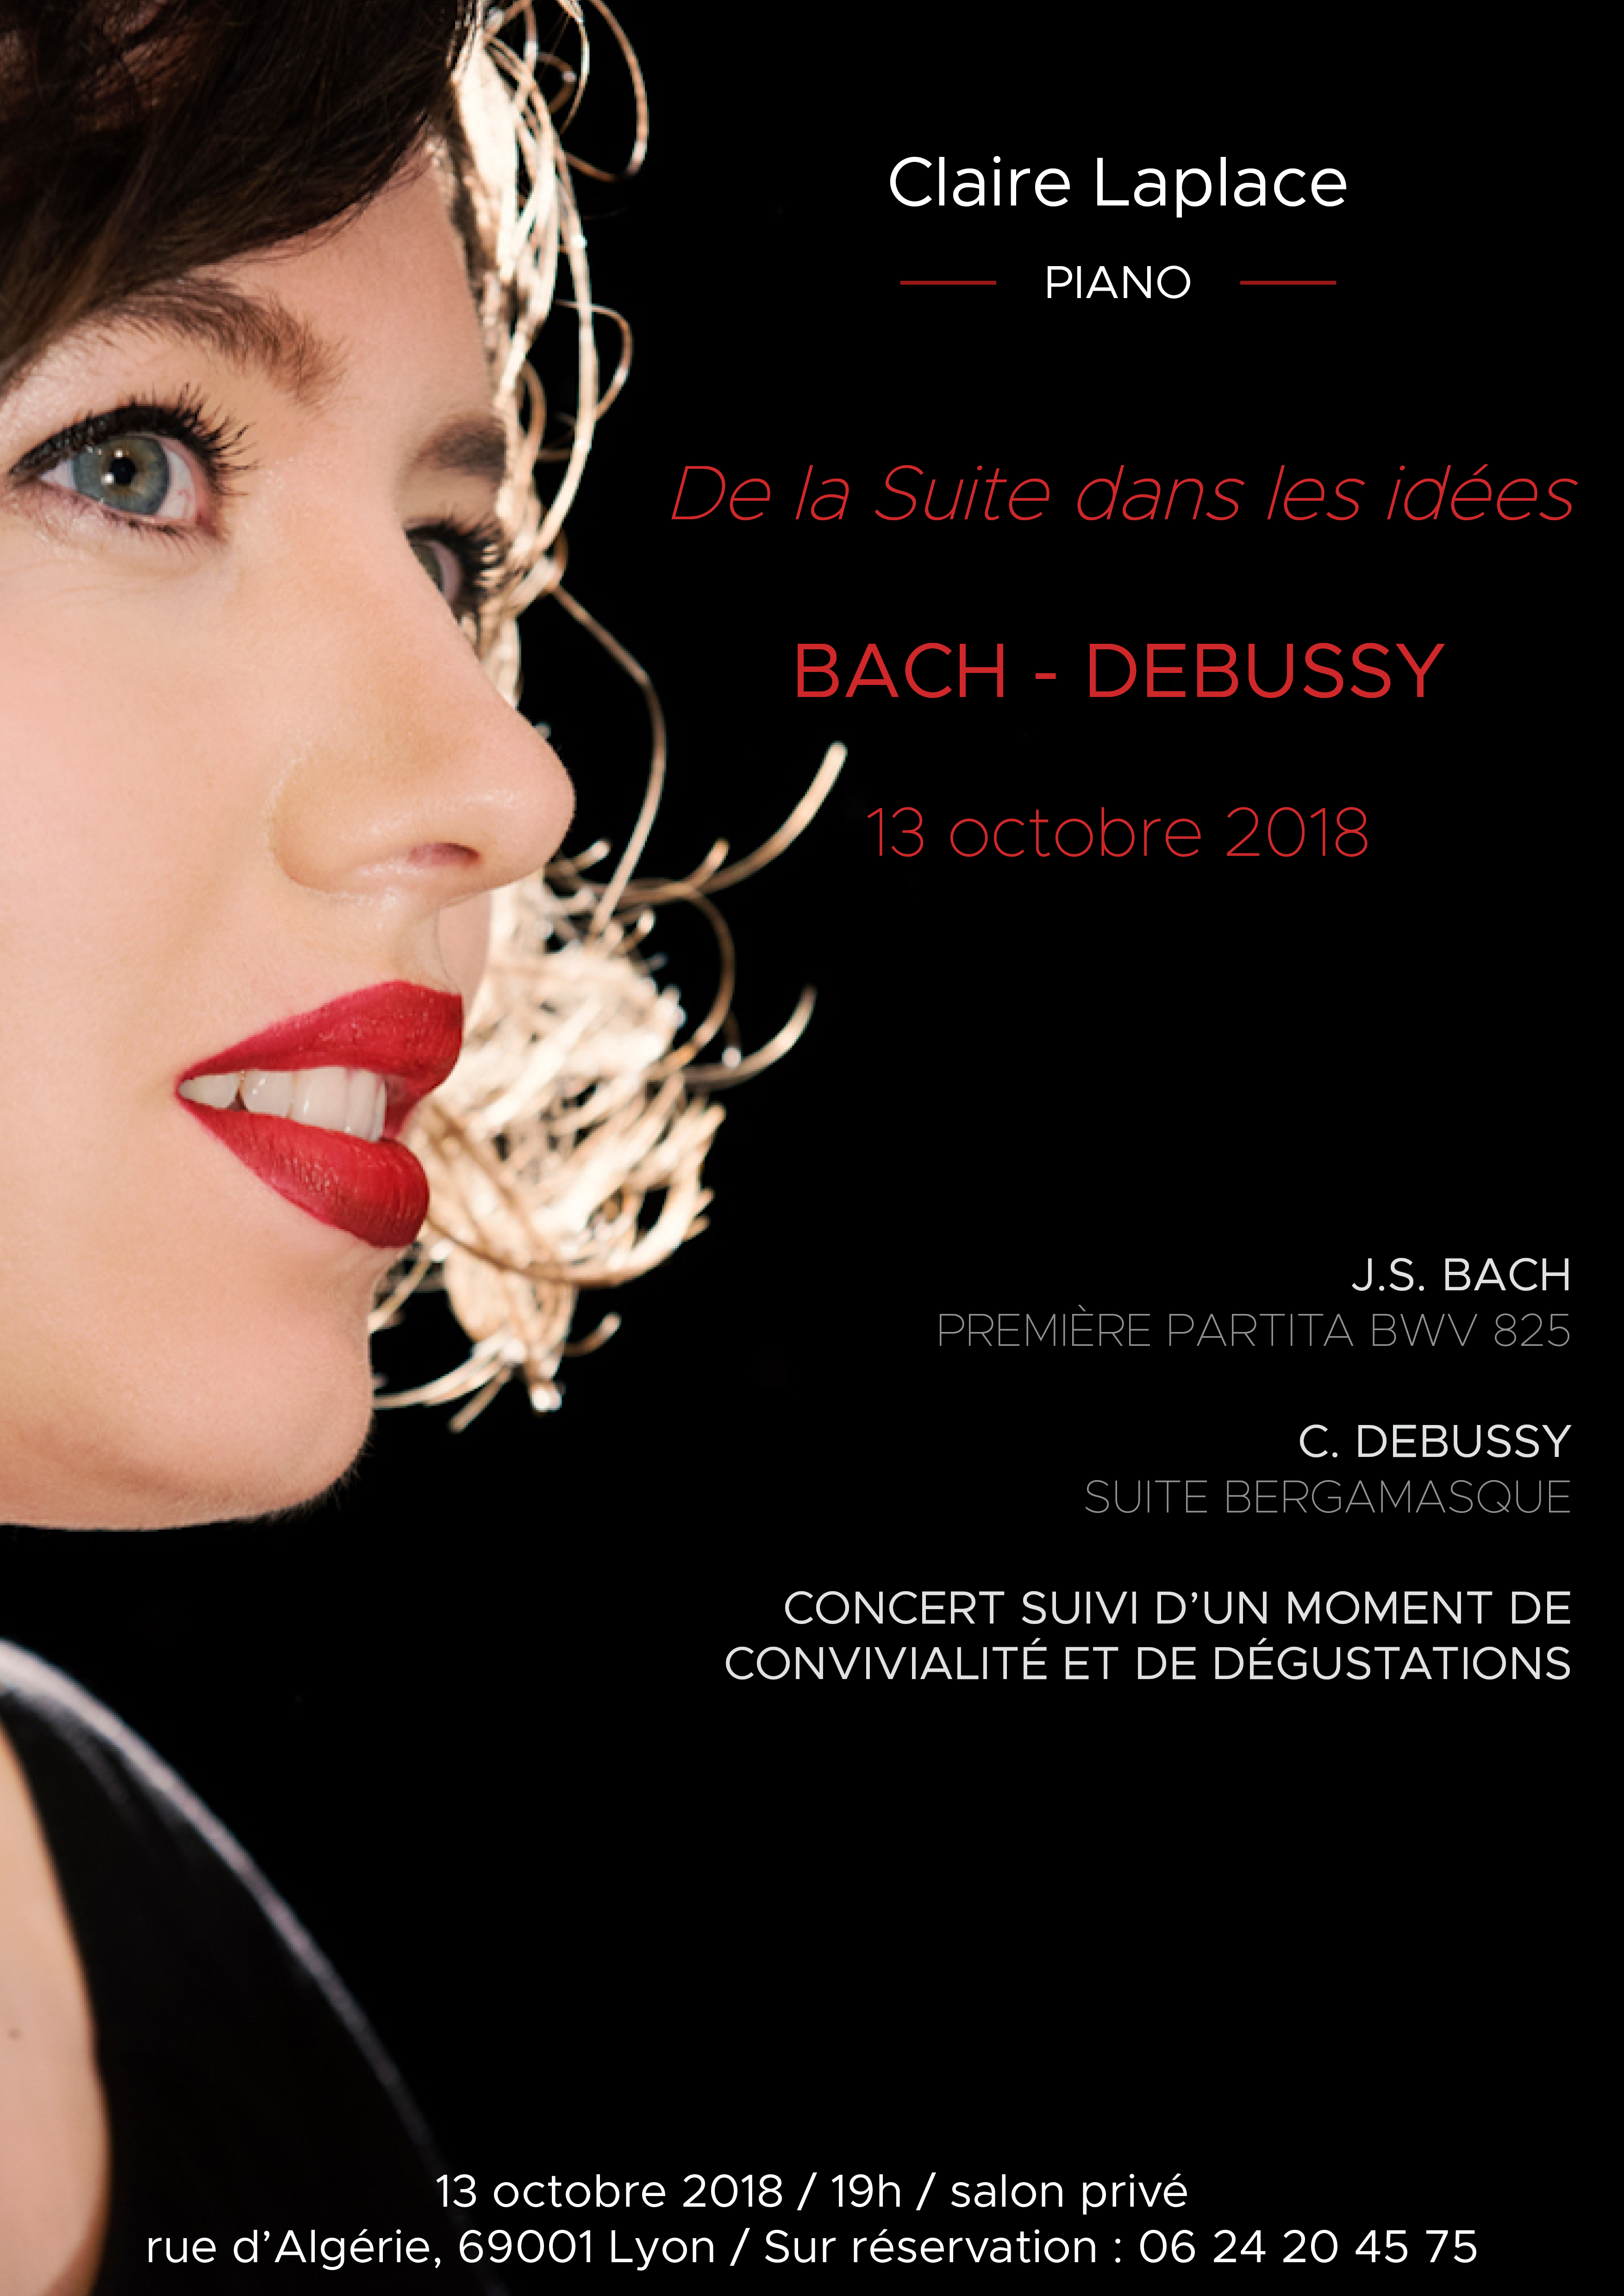 Claire Laplace
PIANO
De la Suite dans les idées
BACH - DEBUSSY
13 octobre 2018
J.S. BACH
PREMIÈRE PARTITA BWV 825
C. DEBUSSY
SUITE BERGAMASQUE
CONCERT SUIVI D’UN MOMENT DE
CONVIVIALITÉ ET DE DÉGUSTATIONS
13 octobre 2018 / 19h / salon privé
rue d’Algérie, 69001 Lyon / Sur réservation : 06 24 20 45 75